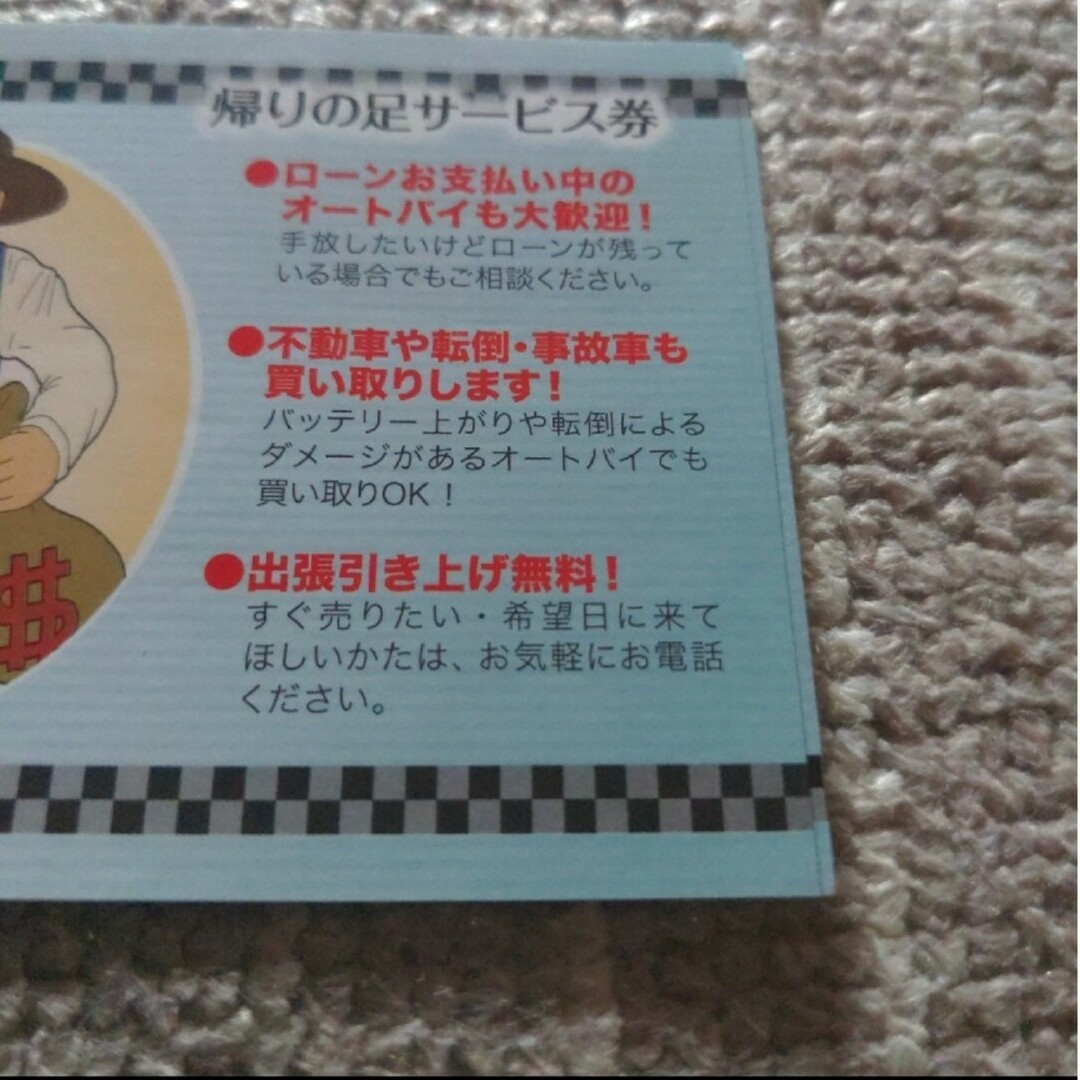 帰りの足サービス券
●ローンお支払い中の
オートバイも大歓迎!
手放したいけどローンが残って
いる場合でもご相談ください。
●不動車や転倒・事故車も
買い取りします!
バッテリー上がりや転倒による
ダメージがあるオートバイでも
買い取りOK!
●出張引き上げ無料!
すぐ売りたい・希望日に来て
ほしいかたは、お気軽にお電話
ください。
$